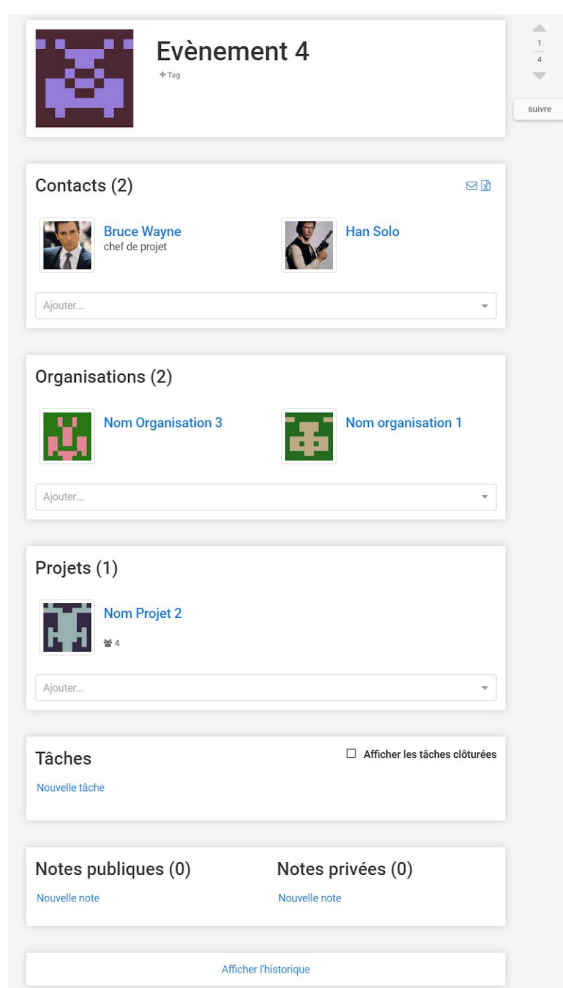 Evènement 4
+ Tag
1
4
suivre
Contacts (2)
Bruce Wayne
chef de projet
Han Solo
Ajouter...
Organisations (2)
Nom Organisation 3
Nom organisation 1
Ajouter...
Projets (1)
Nom Projet 2
4
Ajouter...
Tâches
Afficher les tâches clôturées
Nouvelle tâche
Notes publiques (0)
Notes privées (0)
Nouvelle note
Nouvelle note
Afficher l'historique